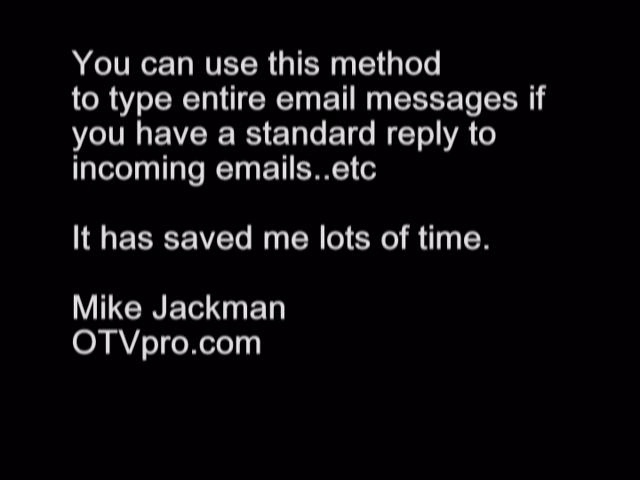 You can use this method
to type entire email messages if
you have a standard reply to
incoming emails..etc
It has saved me lots of time.
Mike Jackman
OTVpro.com